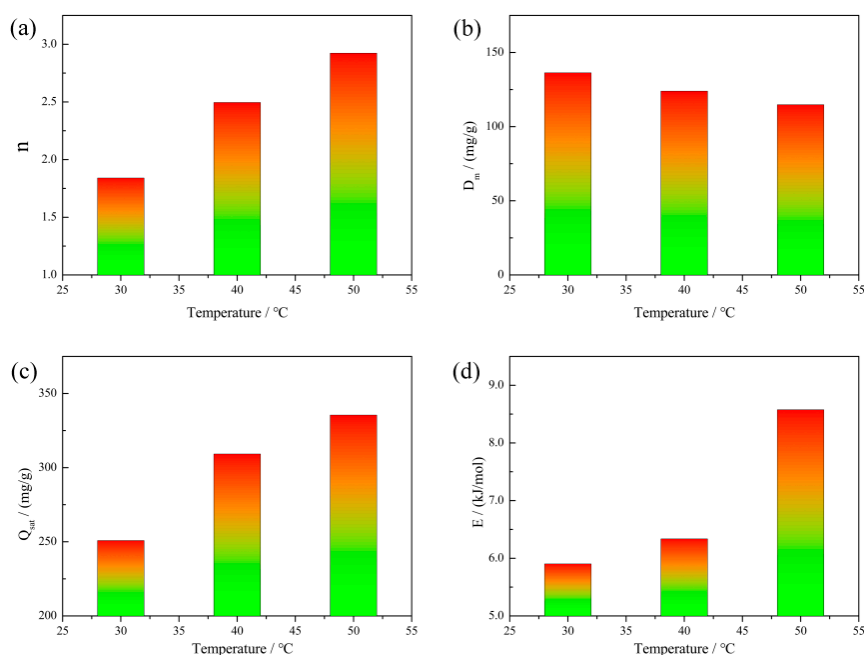 (a)
3.0
2.5
2.0
1.5
1.0
n
25 30 35 40 45 50 55
Temperature / ℃
(b)
150
100
50
0
Dm / (mg/g)
25 30 35 40 45 50 55
Temperature / ℃
(c)
350
300
250
200
Qsat / (mg/g)
25 30 35 40 45 50 55
Temperature / ℃
(d)
9.0
8.0
7.0
6.0
5.0
E / (kJ/mol)
25 30 35 40 45 50 55
Temperature / ℃